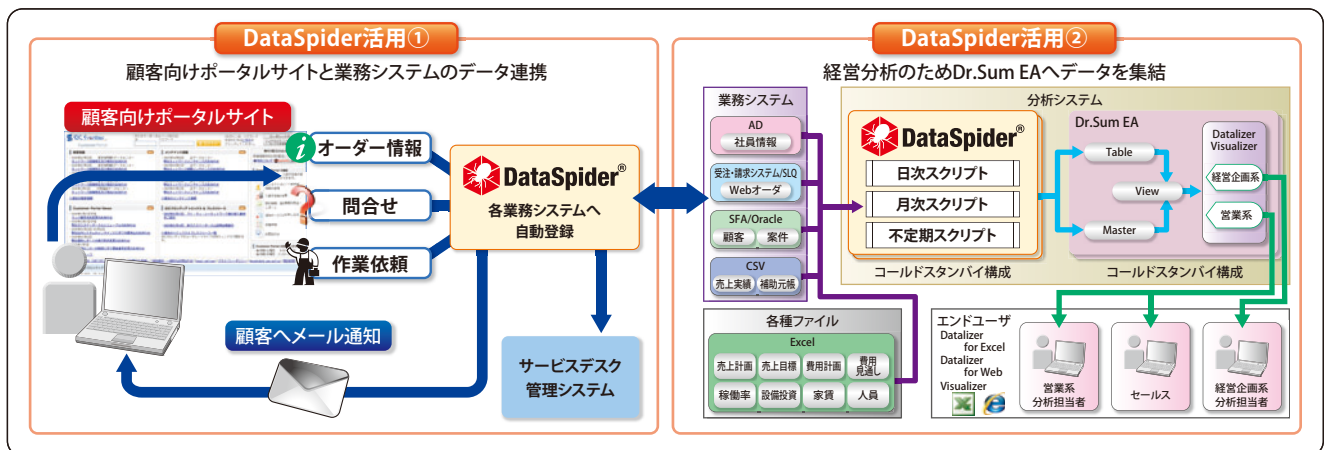 DataSpider活用①
顧客向けポータルサイトと業務システムのデータ連携
顧客向けポータルサイト
オーダー情報
問合せ
作業依頼
DataSpider®
各業務システムへ
自動登録
顧客へメール通知
サービスデスク
管理システム
DataSpider活用②
経営分析のためDr.Sum EAへデータを集結
業務システム
AD
社員情報
受注・請求システム/SLQ
Webオーダ
SFA/Oracle
顧客 案件
CSV
売上実績 補助元帳
各種ファイル
Excel
売上計画 売上目標 費用計画 費用
見通し
稼働率 設備投資 家賃 人員
分析システム
DataSpider®
日次スクリプト
月次スクリプト
不定期スクリプト
コールドスタンバイ構成
Dr.Sum EA
Table
View
Master
Datalizer
Visualizer
経営企画系
営業系
コールドスタンバイ構成
エンドユーザ
Datalizer
for Excel
Datalizer
for Web
Visualizer
営業系
分析担当者
セールス
経営企画系
分析担当者